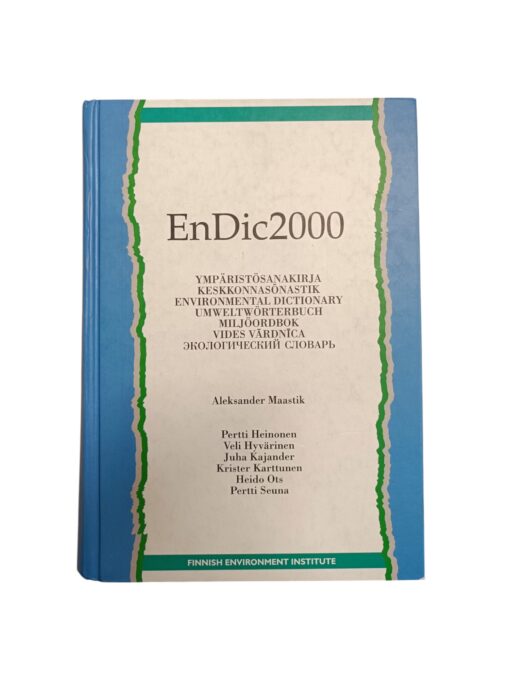 EnDic2000
YMPÄRISTÖSANAKIRJA
KESKKONNASÕNASTIK
ENVIRONMENTAL DICTIONARY
UMWELTWÖRTERBUCH
MILJÖORDBOK
VIDES VĀRDNĪCA
ЭКОЛОГИЧЕСКИЙ СЛОВАРЬ
Aleksander Maastik
Pertti Heinonen
Veli Hyvärinen
Juha Kajander
Krister Karttunen
Heido Ots
Pertti Seuna
FINNISH ENVIRONMENT INSTITUTE